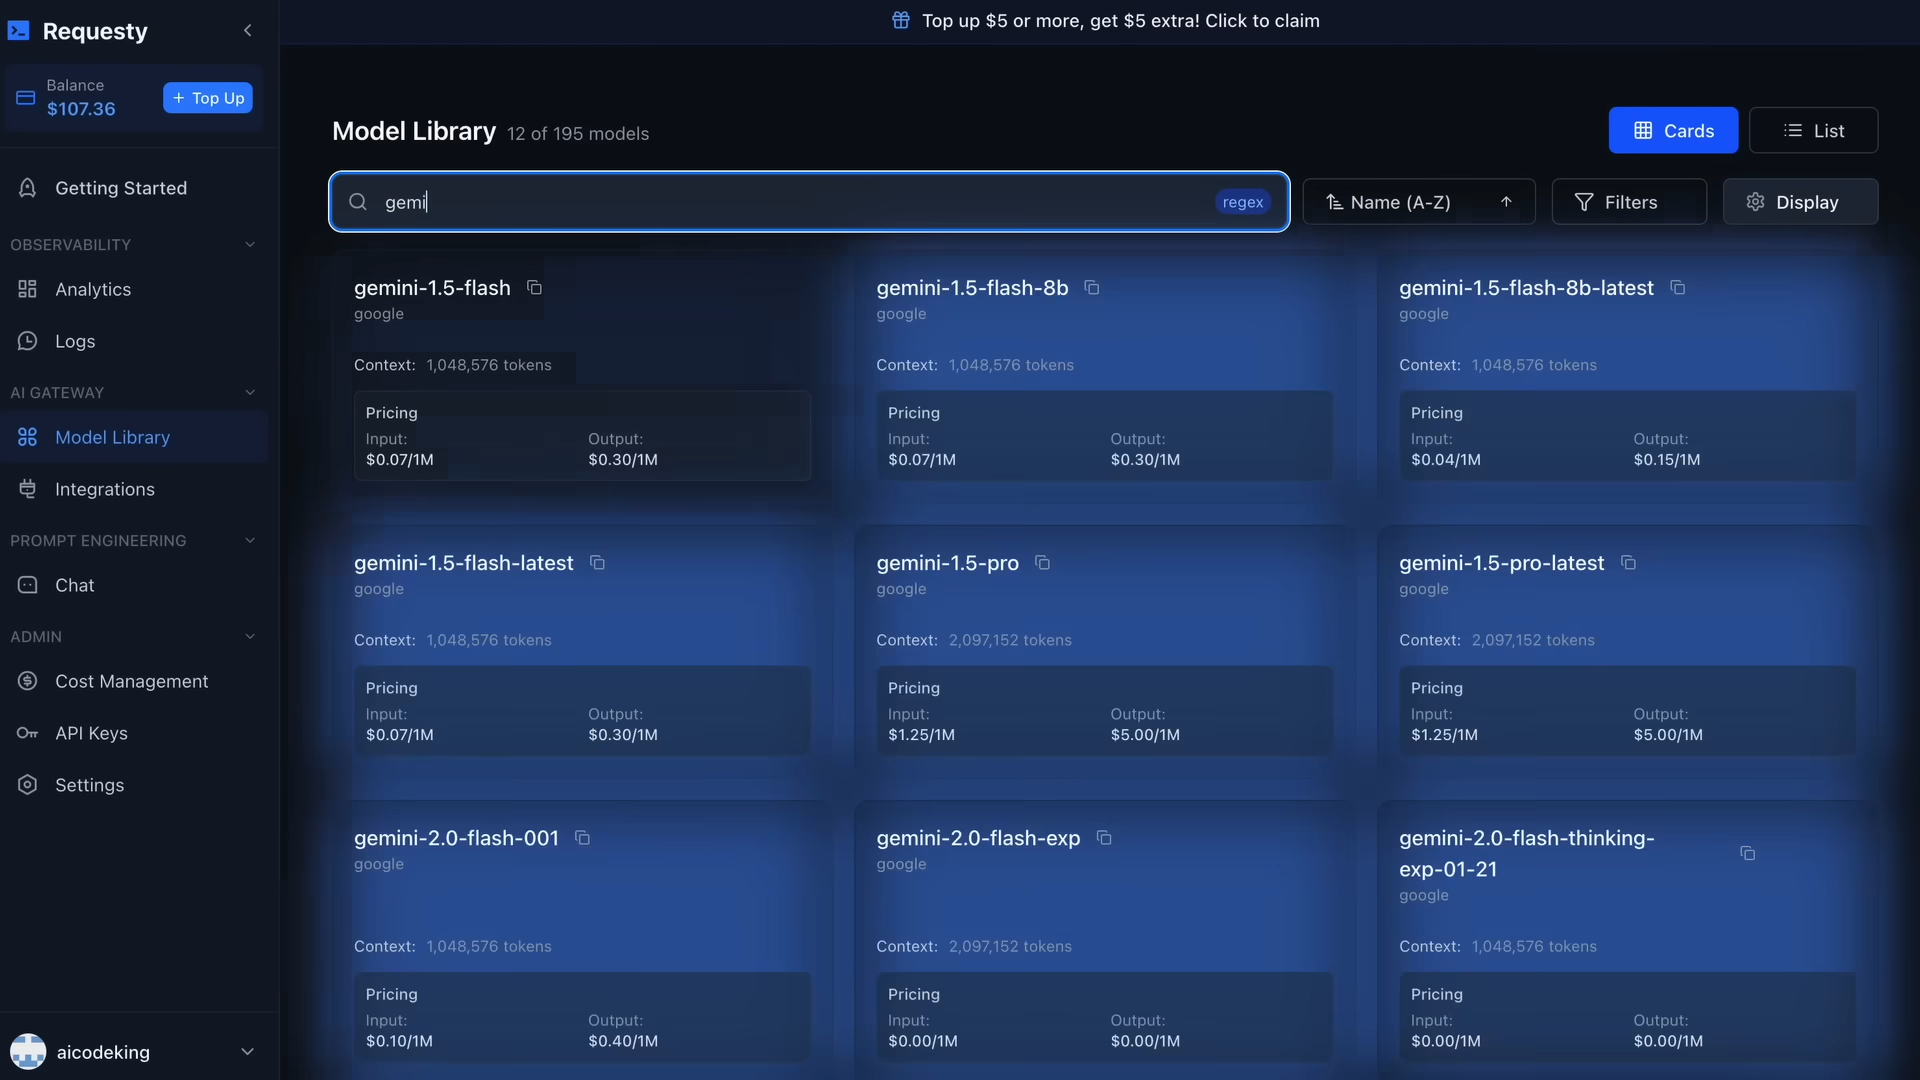 Requesty
Balance
$107.36
+ Top Up
Getting Started
OBSERVABILITY
Analytics
Logs
AI GATEWAY
Model Library
Integrations
PROMPT ENGINEERING
Chat
ADMIN
Cost Management
API Keys
Settings
aicodeking
Top up $5 or more, get $5 extra! Click to claim
Model Library 12 of 195 models
Cards
List
gemi
regex
Name (A-Z)
Filters
Display
gemini-1.5-flash
google
Context: 1,048,576 tokens
Pricing
Input: Output:
$0.07/1M $0.30/1M
gemini-1.5-flash-8b
google
Context: 1,048,576 tokens
Pricing
Input: Output:
$0.07/1M $0.30/1M
gemini-1.5-flash-8b-latest
google
Context: 1,048,576 tokens
Pricing
Input: Output:
$0.04/1M $0.15/1M
gemini-1.5-flash-latest
google
Context: 1,048,576 tokens
Pricing
Input: Output:
$0.07/1M $0.30/1M
gemini-1.5-pro
google
Context: 2,097,152 tokens
Pricing
Input: Output:
$1.25/1M $5.00/1M
gemini-1.5-pro-latest
google
Context: 2,097,152 tokens
Pricing
Input: Output:
$1.25/1M $5.00/1M
gemini-2.0-flash-001
google
Context: 1,048,576 tokens
Pricing
Input: Output:
$0.10/1M $0.40/1M
gemini-2.0-flash-exp
google
Context: 2,097,152 tokens
Pricing
Input: Output:
$0.00/1M $0.00/1M
gemini-2.0-flash-thinking-
exp-01-21
google
Context: 1,048,576 tokens
Pricing
Input: Output:
$0.00/1M $0.00/1M